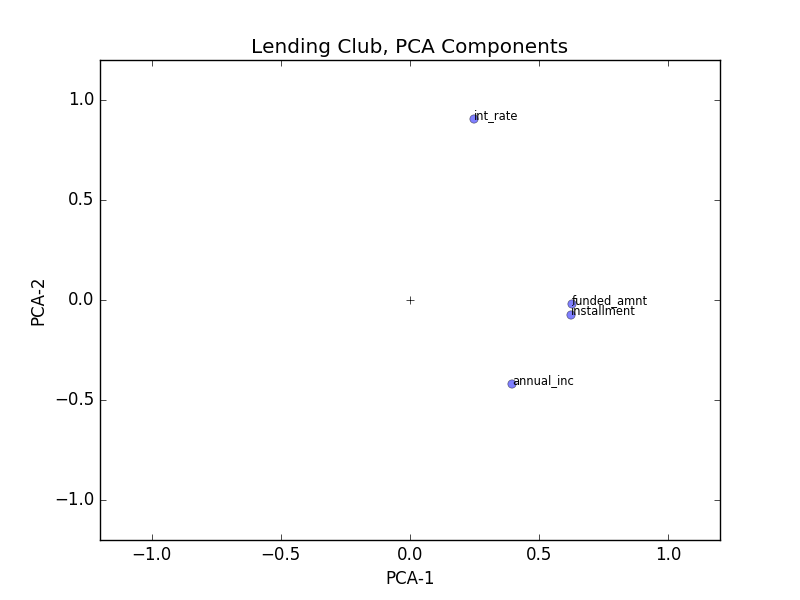 Lending Club, PCA Components
1.0
int_rate
0.5
PCA-2
0.0
funded_amnt
installment
annual_inc
−0.5
−1.0
−1.0
−0.5
0.0
0.5
1.0
PCA-1